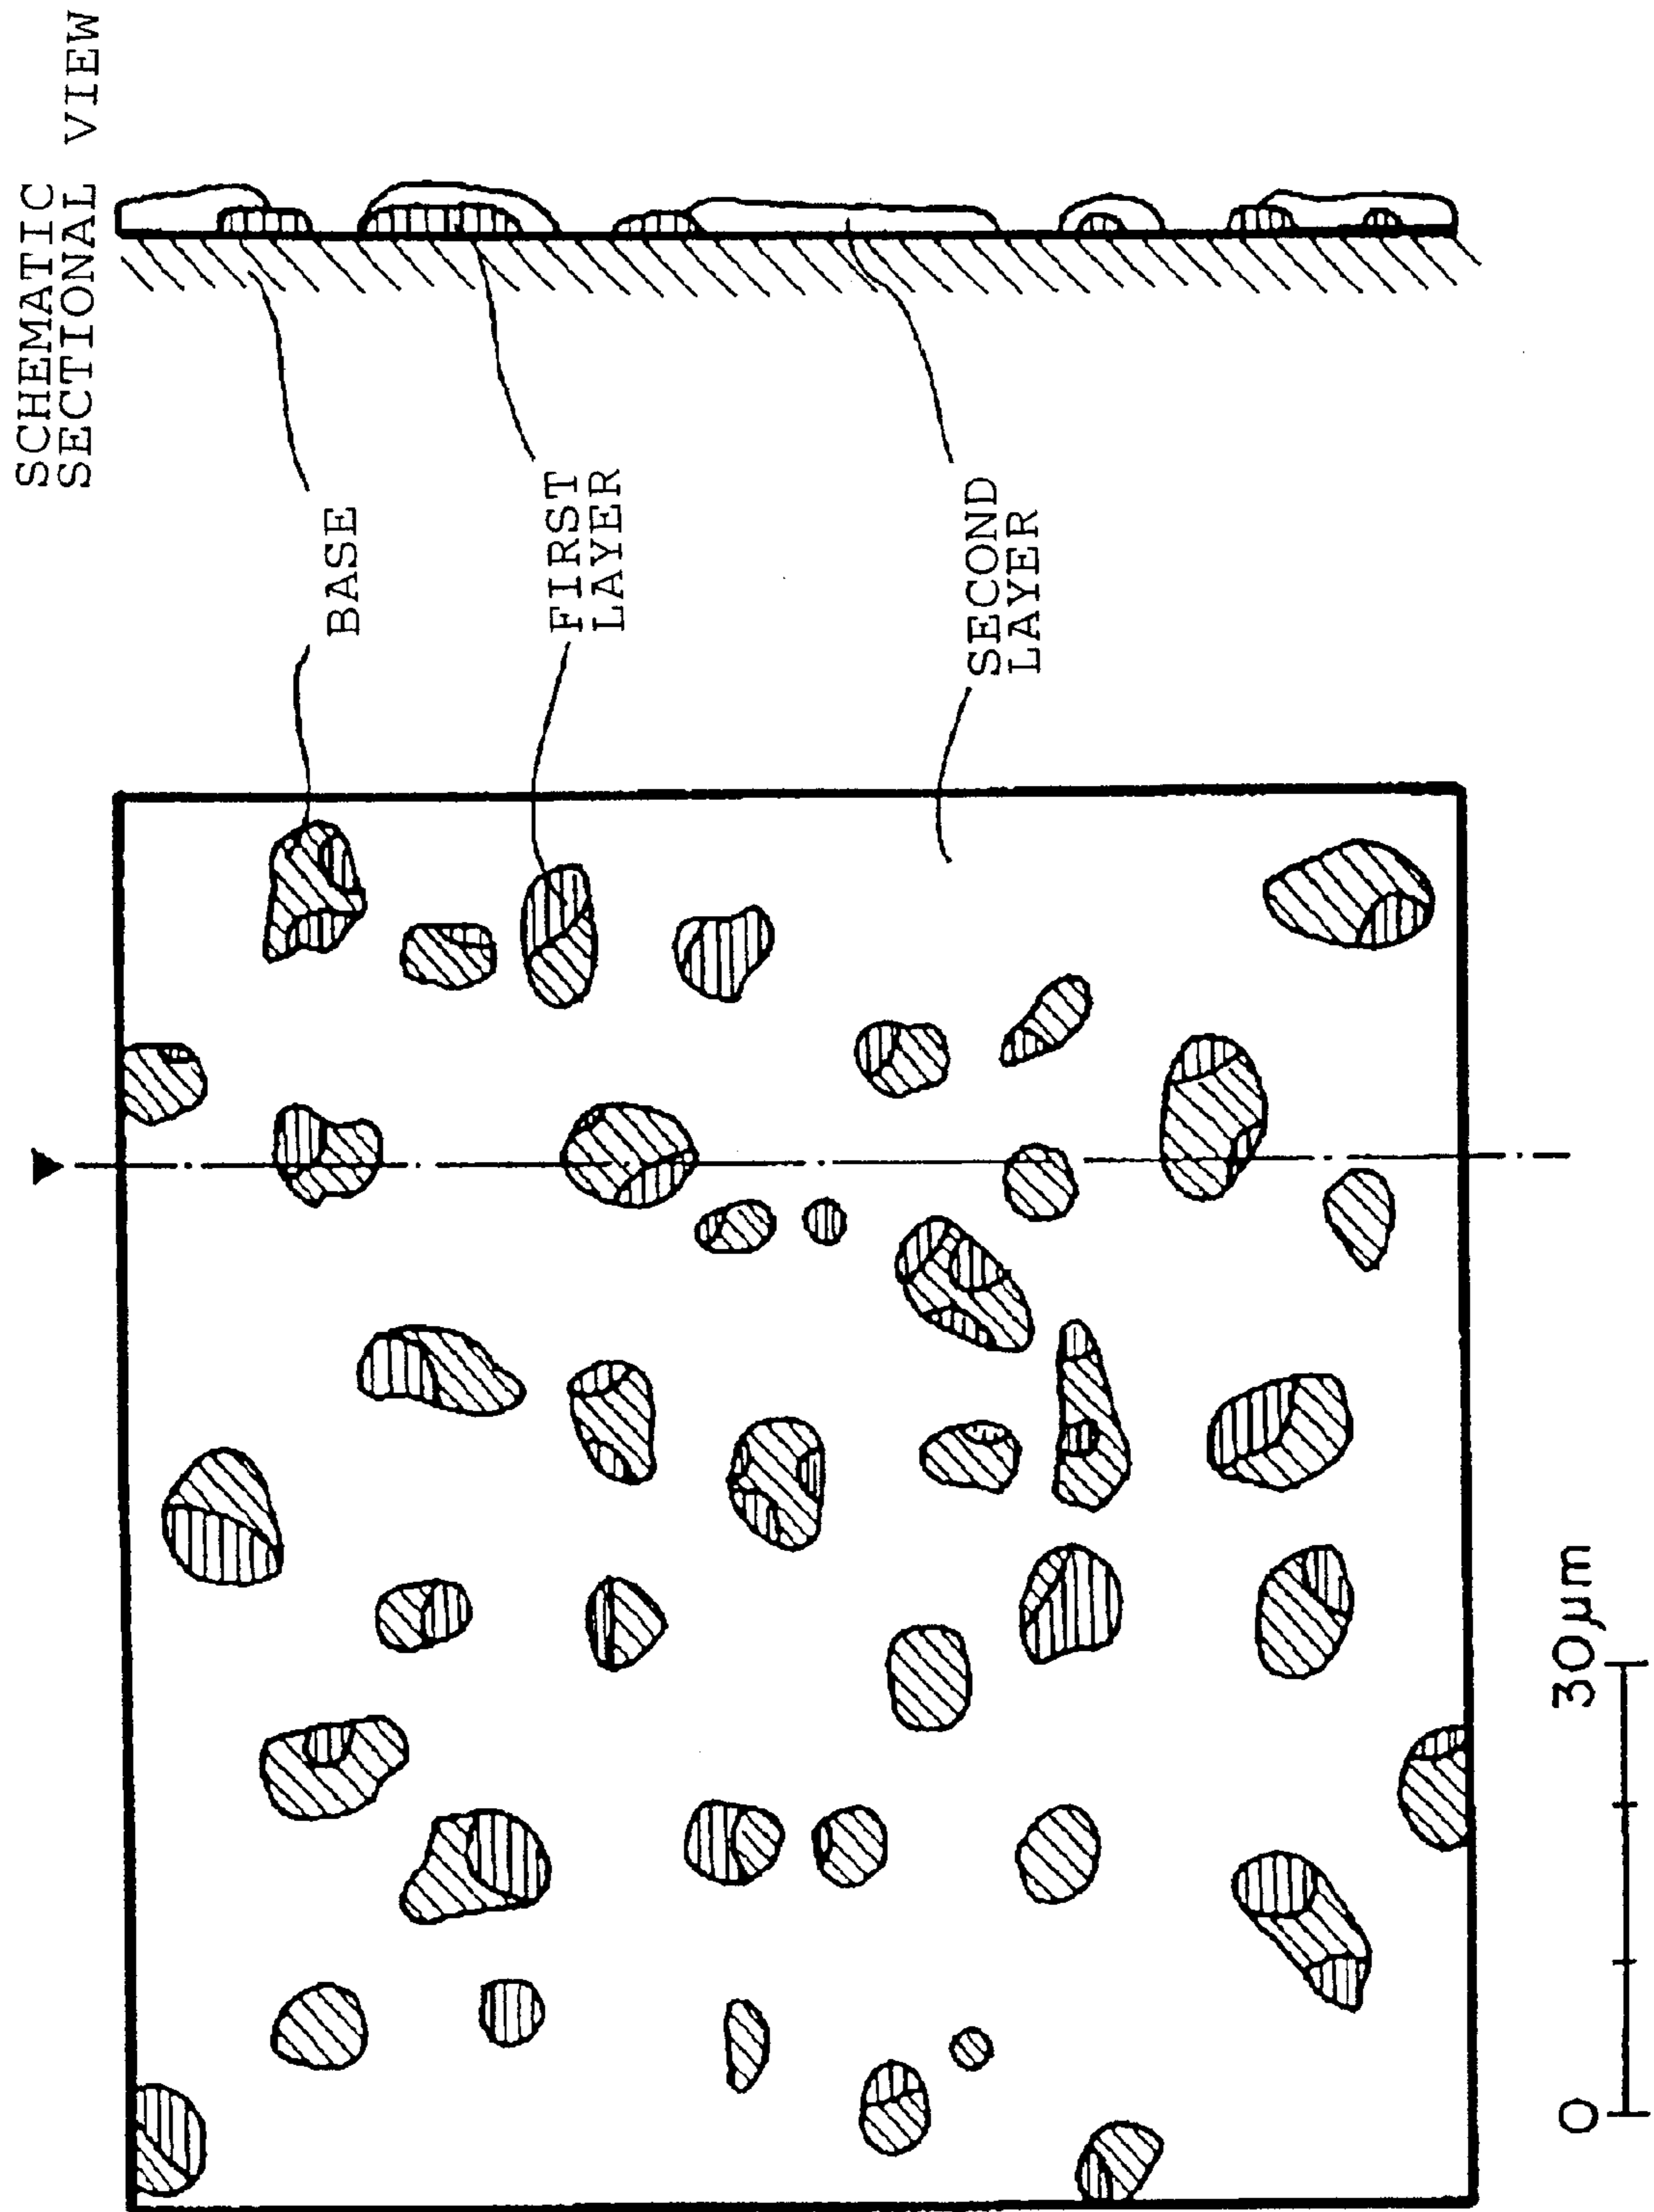 SCHEMATIC
SECTIONAL VIEW
BASE
FIRST
LAYER
SECOND
LAYER
0
30μm